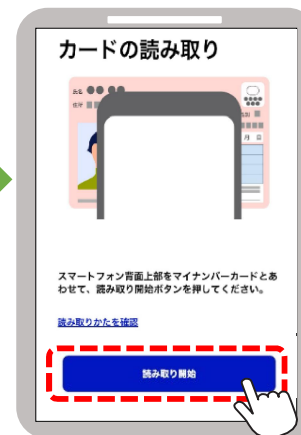 カードの読み取り
氏名
住所
月 日
スマートフォン背面上部をマイナンバーカードとあ
わせて、読み取り開始ボタンを押してください。
読み取りかたを確認
読み取り開始